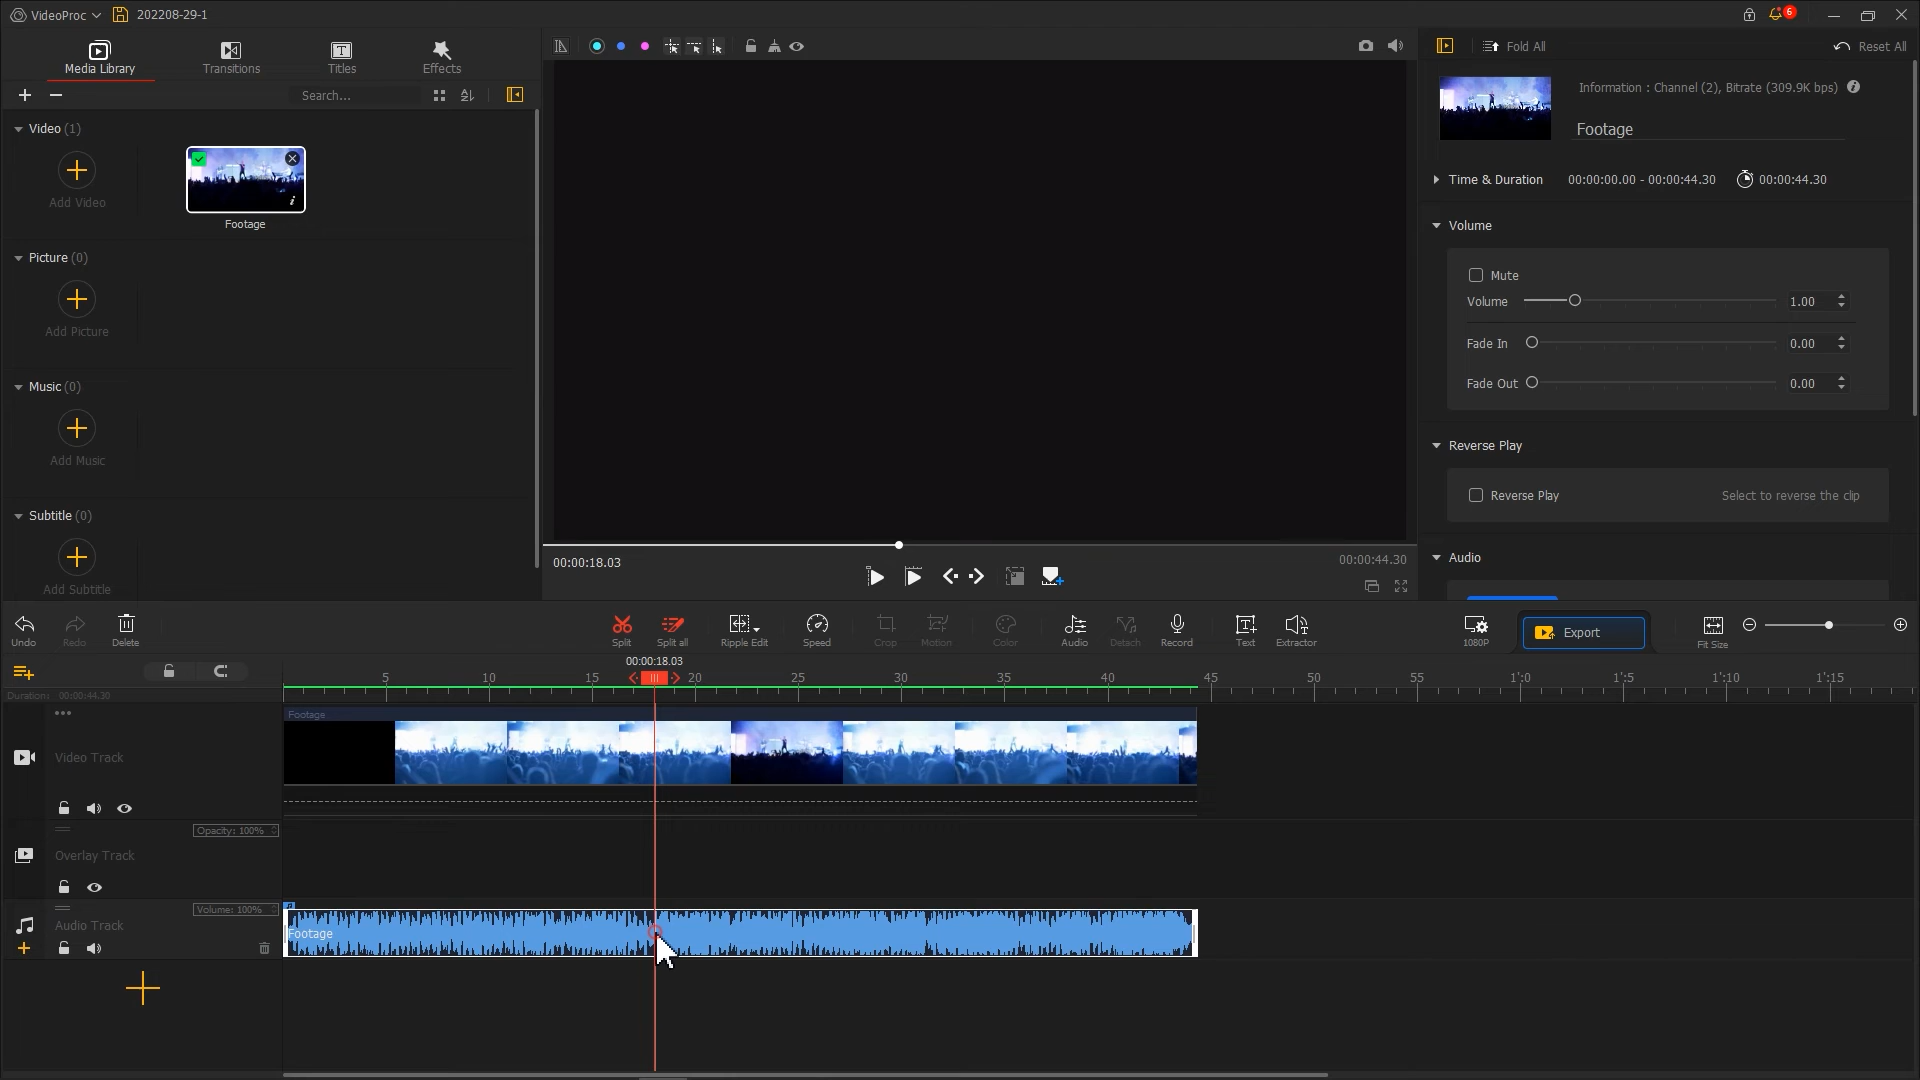 VideoProc
202208-29-1
6
Media Library
Transitions
Titles
Effects
Search...
Video (1)
Add Video
Footage
Picture (0)
Add Picture
Music (0)
Add Music
Subtitle (0)
Add Subtitle
00:00:18.03
00:00:44.30
Fold All
Reset All
Information : Channel (2), Bitrate (309.9K bps)
Footage
Time & Duration 00:00:00.00 - 00:00:44.30 00:00:44.30
Volume
Mute
Volume 1.00
Fade In 0.00
Fade Out 0.00
Reverse Play
Reverse Play Select to reverse the clip
Audio
Undo
Redo
Delete
Split
Split all
Ripple Edit
Speed
Crop
Motion
Color
Audio
Detach
Record
Text
Extractor
1080P
Export
Fit Size
00:00:18.03
5 10 15 20 25 30 35 40 45 50 55 1'0 1'5 1'10 1'15
Duration: 00:00:44.30
Footage
Video Track
Opacity: 100%
Overlay Track
Volume: 100%
Audio Track
Footage